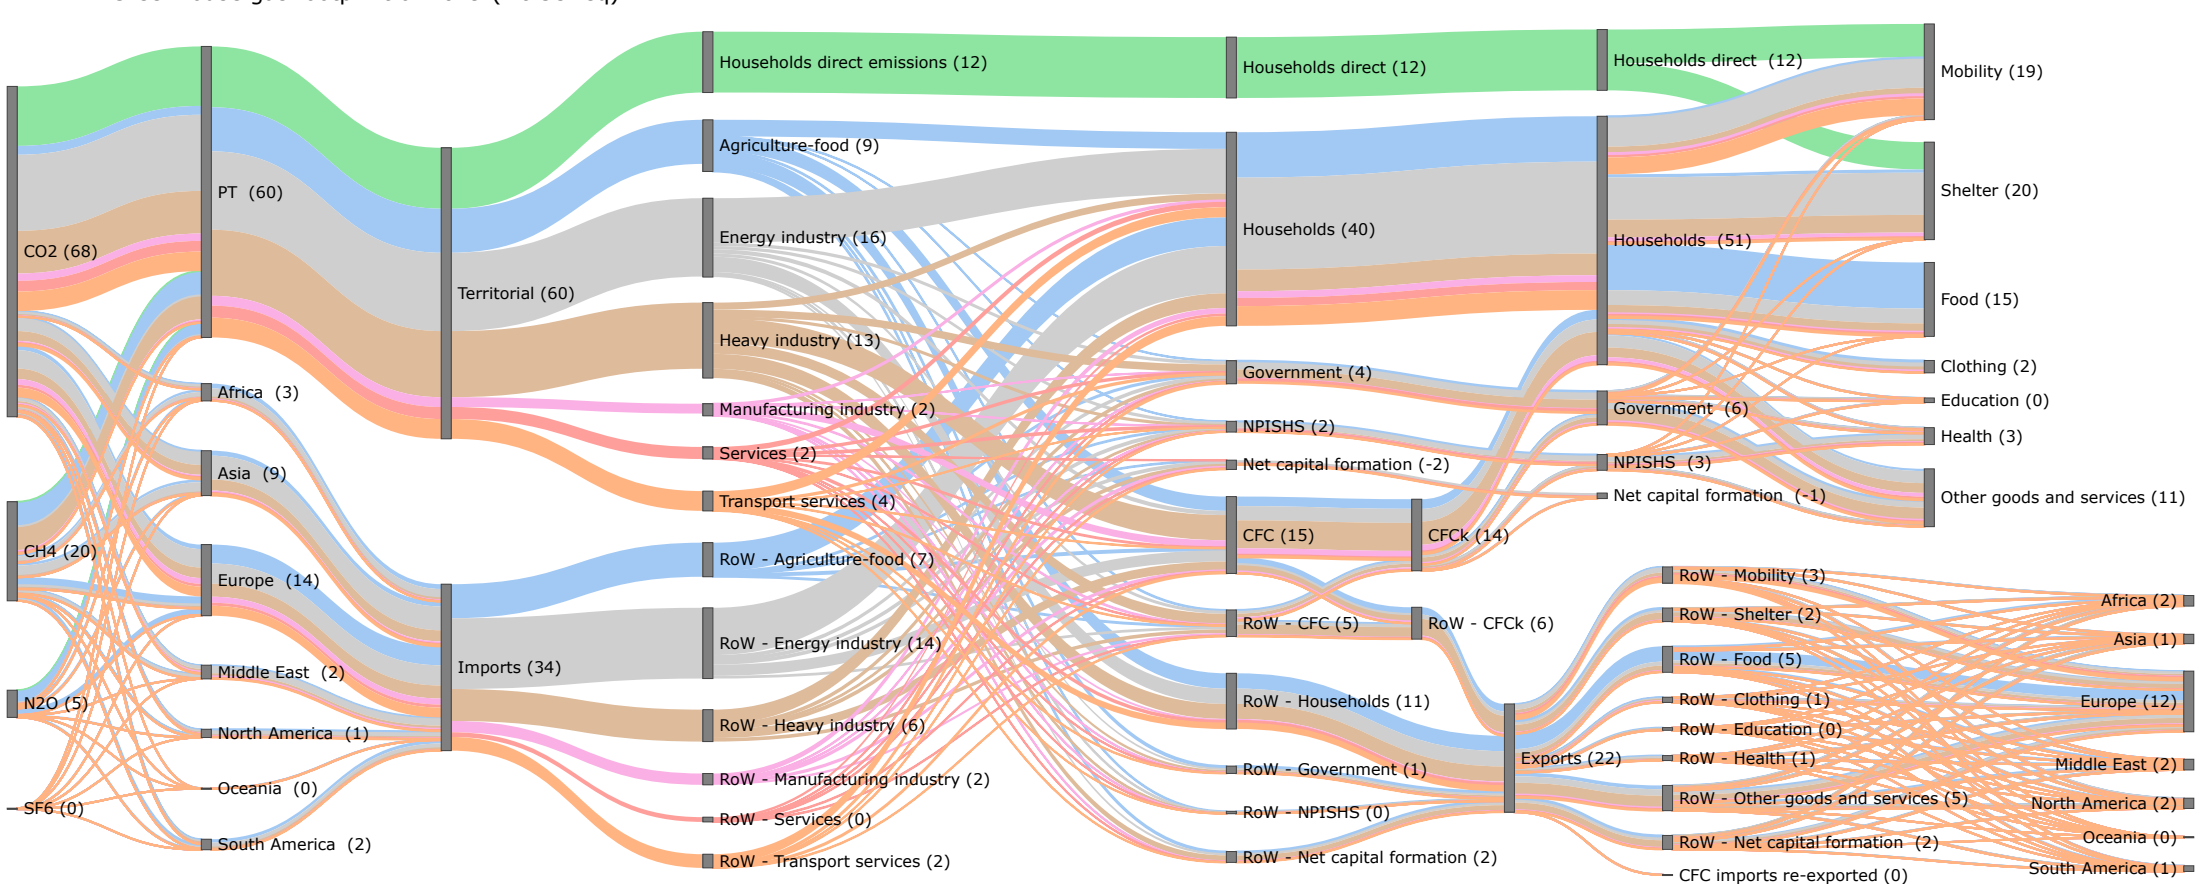 CO2 (68)
CH4 (20)
N2O (5)
SF6 (0)
PT (60)
Africa (3)
Asia (9)
Europe (14)
Middle East (2)
North America (1)
Oceania (0)
South America (2)
Territorial (60)
Imports (34)
Households direct emissions (12)
Agriculture-food (9)
Energy industry (16)
Heavy industry (13)
Manufacturing industry (2)
Services (2)
Transport services (4)
RoW - Agriculture-food (7)
RoW - Energy industry (14)
RoW - Heavy industry (6)
RoW - Manufacturing industry (2)
RoW - Services (0)
RoW - Transport services (2)
Households direct (12)
Households (40)
Government (4)
NPISHS (2)
Net capital formation (-2)
CFC (15)
RoW - CFC (5)
RoW - Households (11)
RoW - Government (1)
RoW - NPISHS (0)
RoW - Net capital formation (2)
CFCk (14)
RoW - CFCk (6)
Exports (22)
Households direct (12)
Households (51)
Government (6)
NPISHS (3)
Net capital formation (-1)
RoW - Mobility (3)
RoW - Shelter (2)
RoW - Food (5)
RoW - Clothing (1)
RoW - Education (0)
RoW - Health (1)
RoW - Other goods and services (5)
RoW - Net capital formation (2)
CFC imports re-exported (0)
Mobility (19)
Shelter (20)
Food (15)
Clothing (2)
Education (0)
Health (3)
Other goods and services (11)
Africa (2)
Asia (1)
Europe (12)
Middle East (2)
North America (2)
Oceania (0)
South America (1)